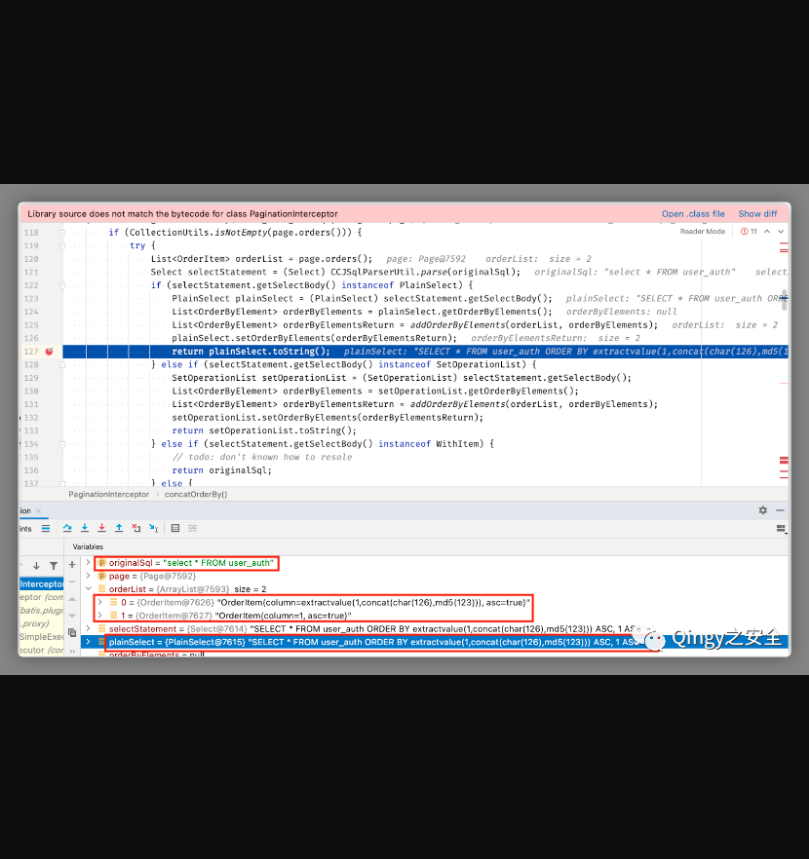 Library source does not match the bytecode for class PaginationInterceptor Open .class file Show diff
118 if (CollectionUtils.isNotEmpty(page.orders())) { Reader Mode 11
119 try {
120 List<OrderItem> orderList = page.orders(); page: Page@7592 orderList: size = 2
121 Select selectStatement = (Select) CCJSqlParserUtil.parse(originalSql); originalSql: "select * FROM user_auth" select
122 if (selectStatement.getSelectBody() instanceof PlainSelect) {
123 PlainSelect plainSelect = (PlainSelect) selectStatement.getSelectBody(); plainSelect: "SELECT * FROM user_auth ORDE
124 List<OrderByElement> orderByElements = plainSelect.getOrderByElements(); orderByElements: null
125 List<OrderByElement> orderByElementsReturn = addOrderByElements(orderList, orderByElements); orderList: size = 2
126 plainSelect.setOrderByElements(orderByElementsReturn); orderByElementsReturn: size = 2
127 return plainSelect.toString(); plainSelect: "SELECT * FROM user_auth ORDER BY extractvalue(1,concat(char(126),md5(1
128 } else if (selectStatement.getSelectBody() instanceof SetOperationList) {
129 SetOperationList setOperationList = (SetOperationList) selectStatement.getSelectBody();
130 List<OrderByElement> orderByElements = setOperationList.getOrderByElements();
131 List<OrderByElement> orderByElementsReturn = addOrderByElements(orderList, orderByElements);
132 setOperationList.setOrderByElements(orderByElementsReturn);
133 return setOperationList.toString();
134 } else if (selectStatement.getSelectBody() instanceof WithItem) {
135 // todo: don't known how to resole
136 return originalSql;
137 } else {
PaginationInterceptor › concatOrderBy()
ion ×
ints
Variables
originalSql = "select * FROM user_auth"
Interceptor page = {Page@7592}
eptor (com orderList = {ArrayList@7593} size = 2
batis.plugi 0 = {OrderItem@7626} "OrderItem(column=extractvalue(1,concat(char(126),md5(123))), asc=true)"
.proxy) 1 = {OrderItem@7627} "OrderItem(column=1, asc=true)"
SimpleExec selectStatement = {Select@7614} "SELECT * FROM user_auth ORDER BY extractvalue(1,concat(char(126),md5(123))) ASC, 1 AS
ecutor (cor plainSelect = {PlainSelect@7615} "SELECT * FROM user_auth ORDER BY extractvalue(1,concat(char(126),md5(123))) ASC, 1 ASC
orderByElements = null
Qingy之安全